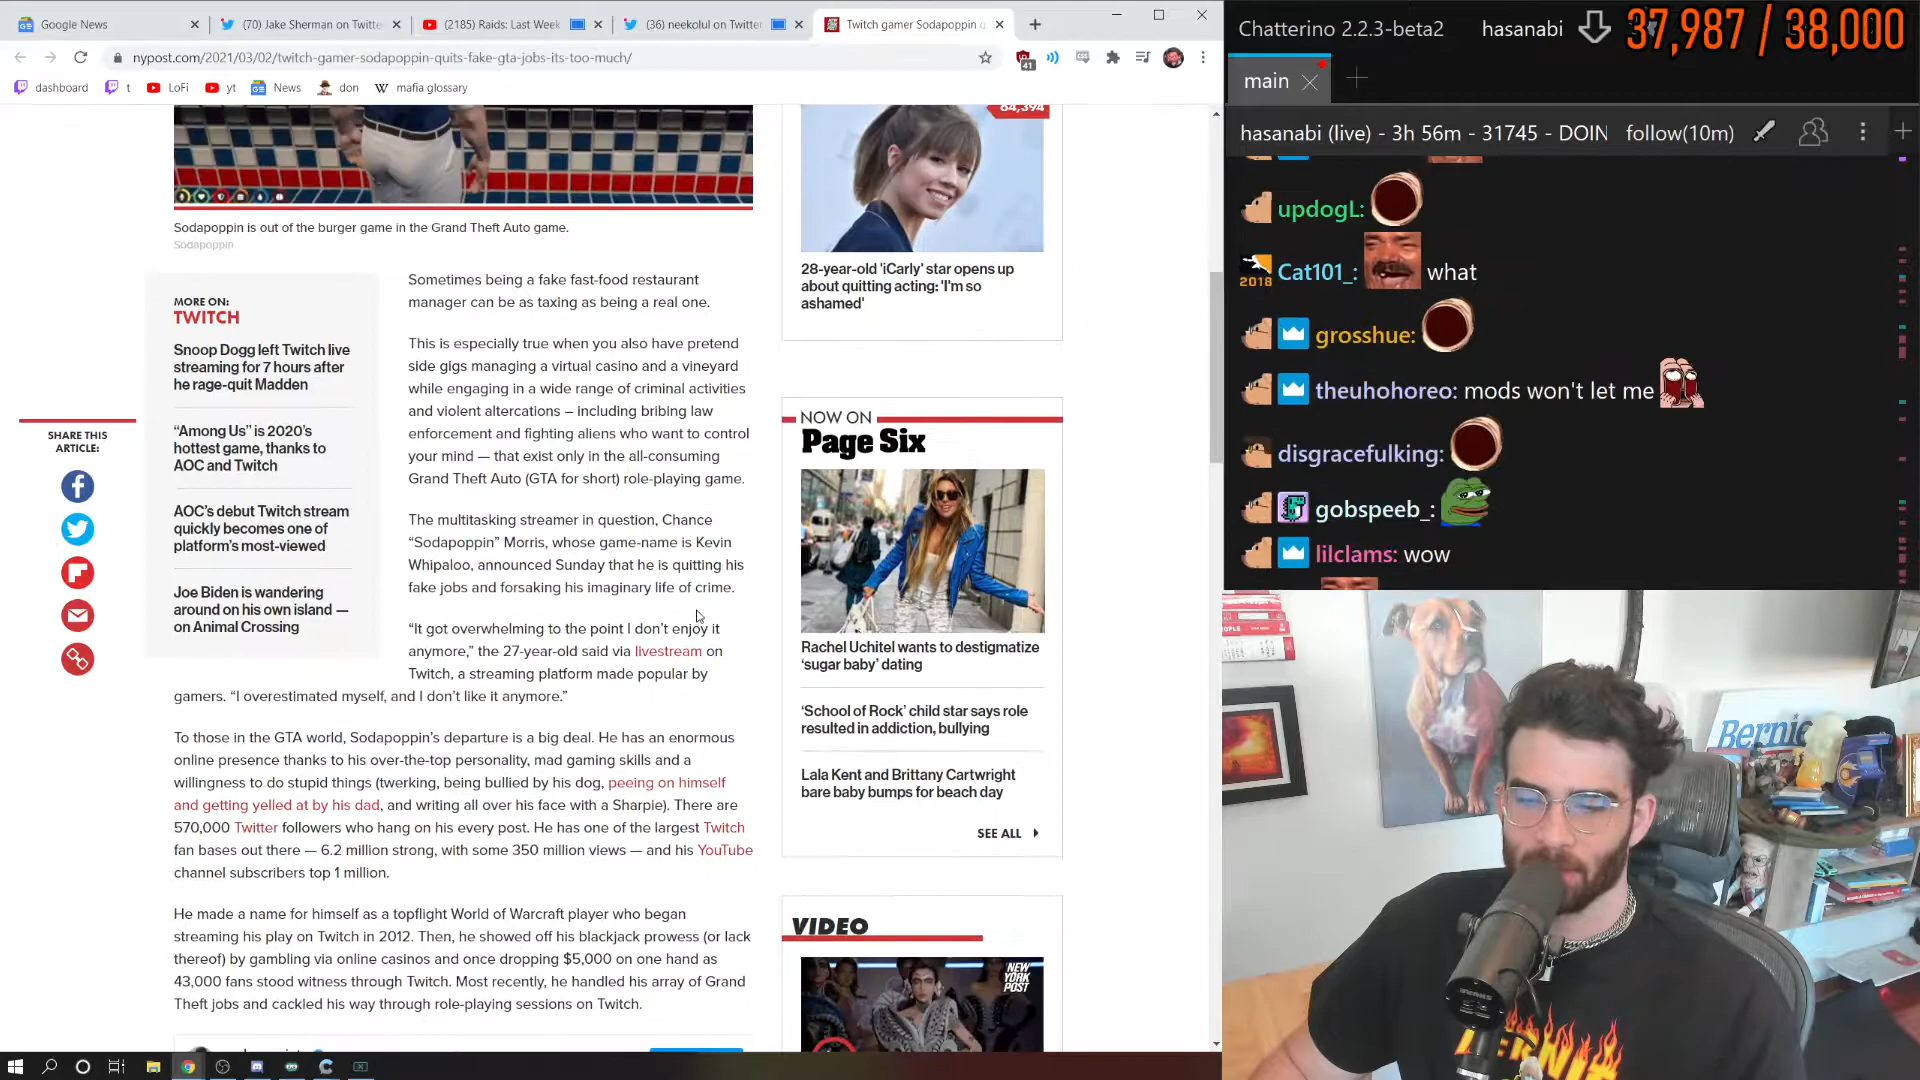 Google News
(70) Jake Sherman on Twitte
(2185) Raids: Last Week
(36) neekolul on Twitter
Twitch gamer Sodapoppin q
nypost.com/2021/03/02/twitch-gamer-sodapoppin-quits-fake-gta-jobs-its-too-much/
41
dashboard
t
LoFi
yt
News
don
mafia glossary
Sodapoppin is out of the burger game in the Grand Theft Auto game.
Sodapoppin
MORE ON:
TWITCH
Snoop Dogg left Twitch live
streaming for 7 hours after
he rage-quit Madden
“Among Us” is 2020’s
hottest game, thanks to
AOC and Twitch
AOC’s debut Twitch stream
quickly becomes one of
platform’s most-viewed
Joe Biden is wandering
around on his own island —
on Animal Crossing
SHARE THIS
ARTICLE:
Sometimes being a fake fast-food restaurant
manager can be as taxing as being a real one.
This is especially true when you also have pretend
side gigs managing a virtual casino and a vineyard
while engaging in a wide range of criminal activities
and violent altercations – including bribing law
enforcement and fighting aliens who want to control
your mind — that exist only in the all-consuming
Grand Theft Auto (GTA for short) role-playing game.
The multitasking streamer in question, Chance
“Sodapoppin” Morris, whose game-name is Kevin
Whipaloo, announced Sunday that he is quitting his
fake jobs and forsaking his imaginary life of crime.
“It got overwhelming to the point I don’t enjoy it
anymore,” the 27-year-old said via livestream on
Twitch, a streaming platform made popular by
gamers. “I overestimated myself, and I don’t like it anymore.”
To those in the GTA world, Sodapoppin’s departure is a big deal. He has an enormous
online presence thanks to his over-the-top personality, mad gaming skills and a
willingness to do stupid things (twerking, being bullied by his dog, peeing on himself
and getting yelled at by his dad, and writing all over his face with a Sharpie). There are
570,000 Twitter followers who hang on his every post. He has one of the largest Twitch
fan bases out there — 6.2 million strong, with some 350 million views — and his YouTube
channel subscribers top 1 million.
He made a name for himself as a topflight World of Warcraft player who began
streaming his play on Twitch in 2012. Then, he showed off his blackjack prowess (or lack
thereof) by gambling via online casinos and once dropping $5,000 on one hand as
43,000 fans stood witness through Twitch. Most recently, he handled his array of Grand
Theft jobs and cackled his way through role-playing sessions on Twitch.
64,394
28-year-old 'iCarly' star opens up
about quitting acting: 'I'm so
ashamed'
NOW ON
Page Six
Rachel Uchitel wants to destigmatize
‘sugar baby’ dating
‘School of Rock’ child star says role
resulted in addiction, bullying
Lala Kent and Brittany Cartwright
bare baby bumps for beach day
SEE ALL
VIDEO
NEW
YORK
POST
Chatterino 2.2.3-beta2
hasanabi
37,987 / 38,000
main
hasanabi (live) - 3h 56m - 31745 - DOIN
follow(10m)
updogL:
2018 Cat101_: what
grosshue:
theuhohoreo: mods won't let me
disgracefulking:
gobspeeb_:
lilclams: wow
Bernie